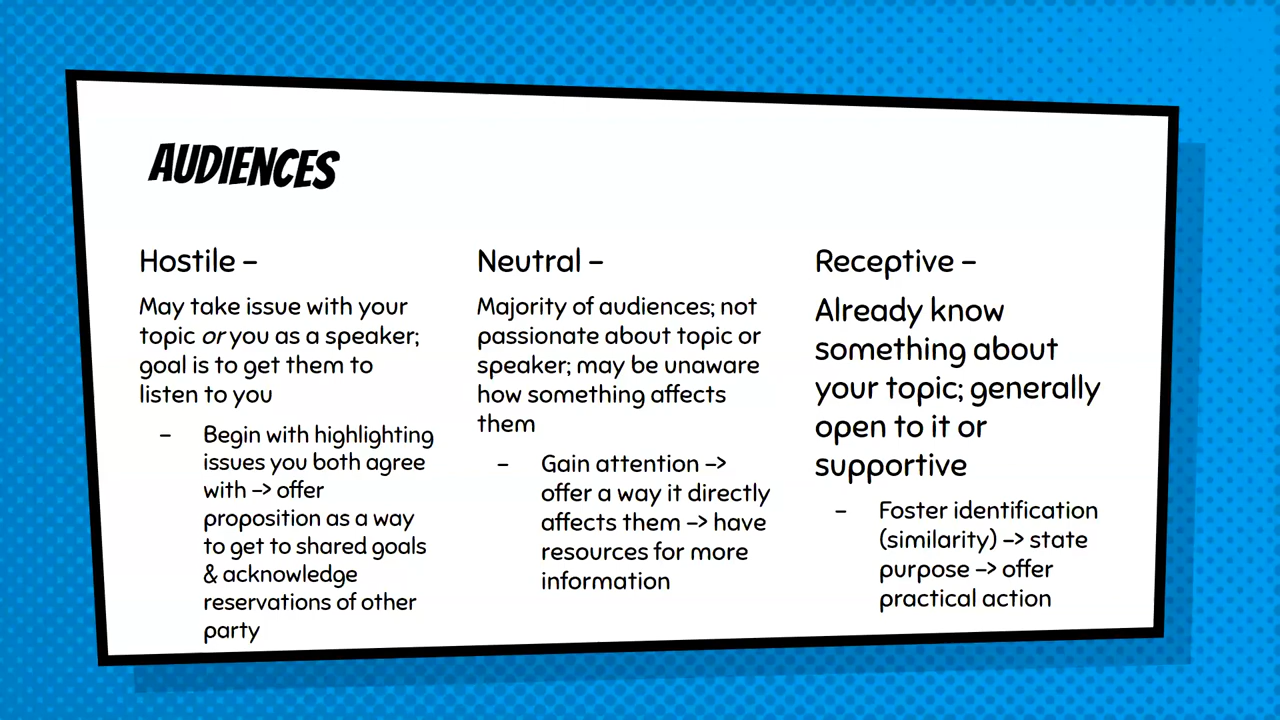 AUDIENCES
Hostile –
May take issue with your
topic or you as a speaker;
goal is to get them to
listen to you
– Begin with highlighting
issues you both agree
with –> offer
proposition as a way
to get to shared goals
& acknowledge
reservations of other
party
Neutral –
Majority of audiences; not
passionate about topic or
speaker; may be unaware
how something affects
them
– Gain attention –>
offer a way it directly
affects them –> have
resources for more
information
Receptive –
Already know
something about
your topic; generally
open to it or
supportive
– Foster identification
(similarity) –> state
purpose –> offer
practical action